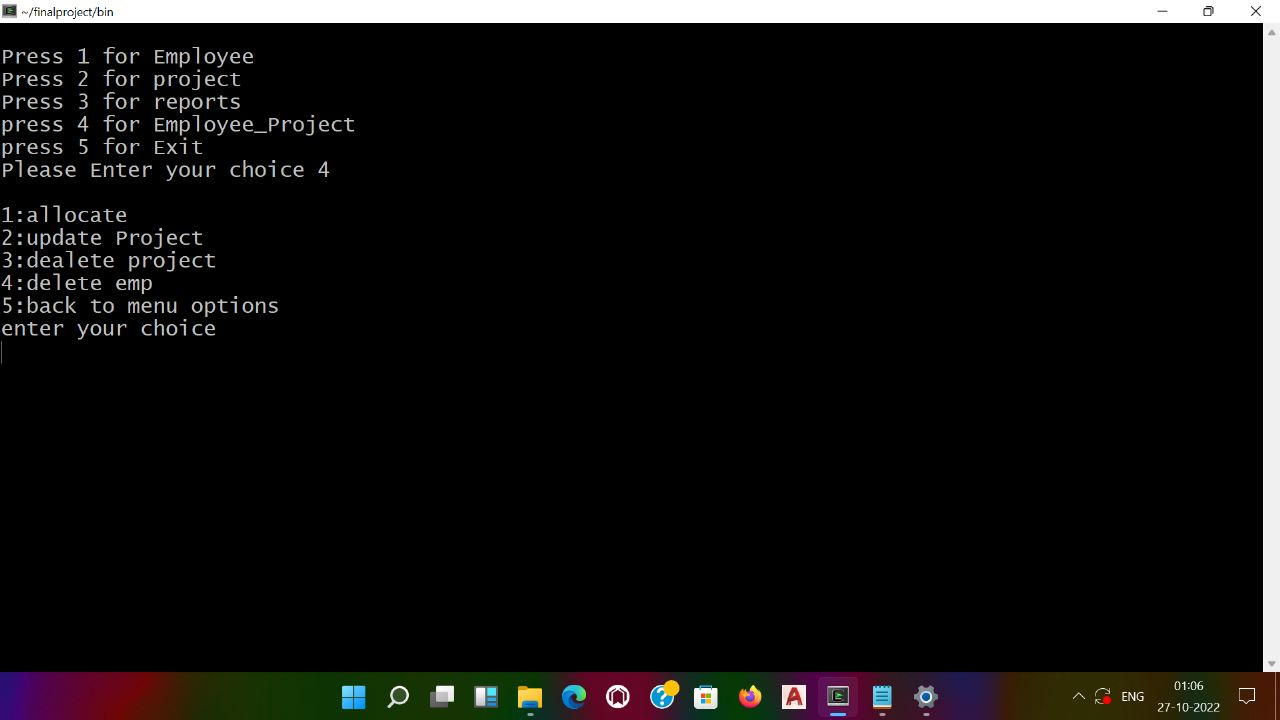 ~/finalproject/bin
Press 1 for Employee
Press 2 for project
Press 3 for reports
press 4 for Employee_Project
press 5 for Exit
Please Enter your choice 4
1:allocate
2:update Project
3:dealete project
4:delete emp
5:back to menu options
enter your choice
ENG
01:06
27-10-2022